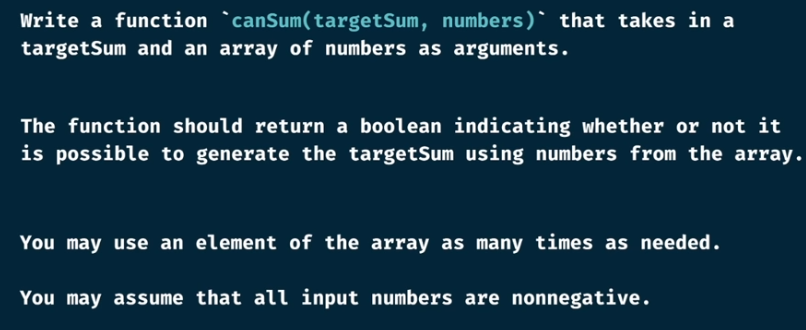 Write a function `canSum(targetSum, numbers)` that takes in a
targetSum and an array of numbers as arguments.
The function should return a boolean indicating whether or not it
is possible to generate the targetSum using numbers from the array.
You may use an element of the array as many times as needed.
You may assume that all input numbers are nonnegative.